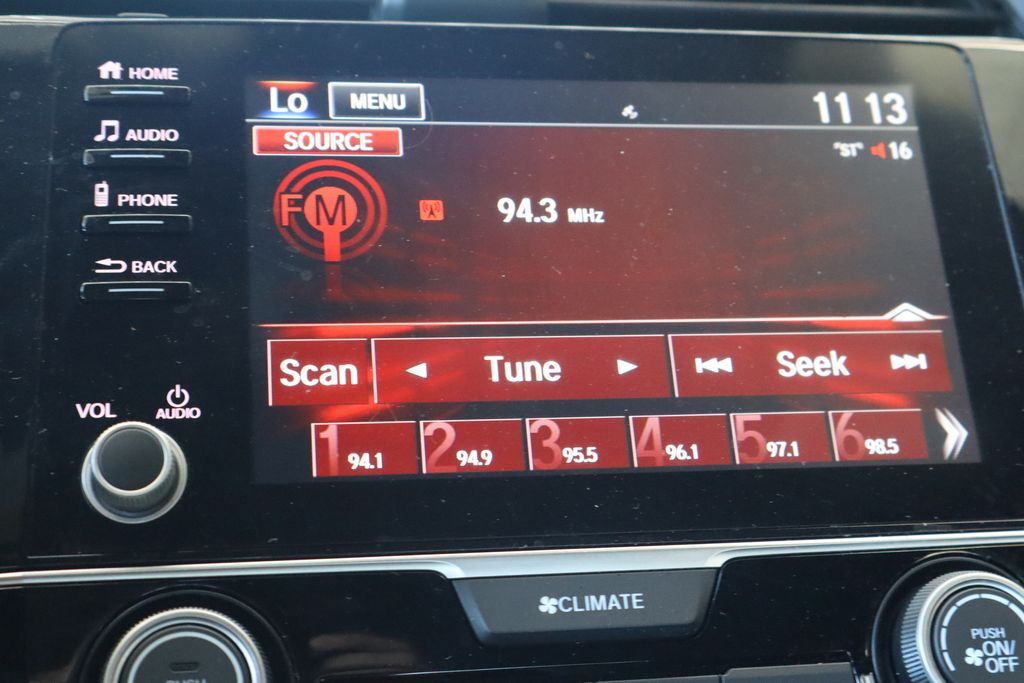 HOME
AUDIO
PHONE
BACK
VOL
AUDIO
Lo MENU 11 13
SOURCE
"ST" 16
FM 94.3 MHz
Scan Tune Seek
1 94.1 2 94.9 3 95.5 4 96.1 5 97.1 6 98.5
CLIMATE
PUSH
ON/
OFF